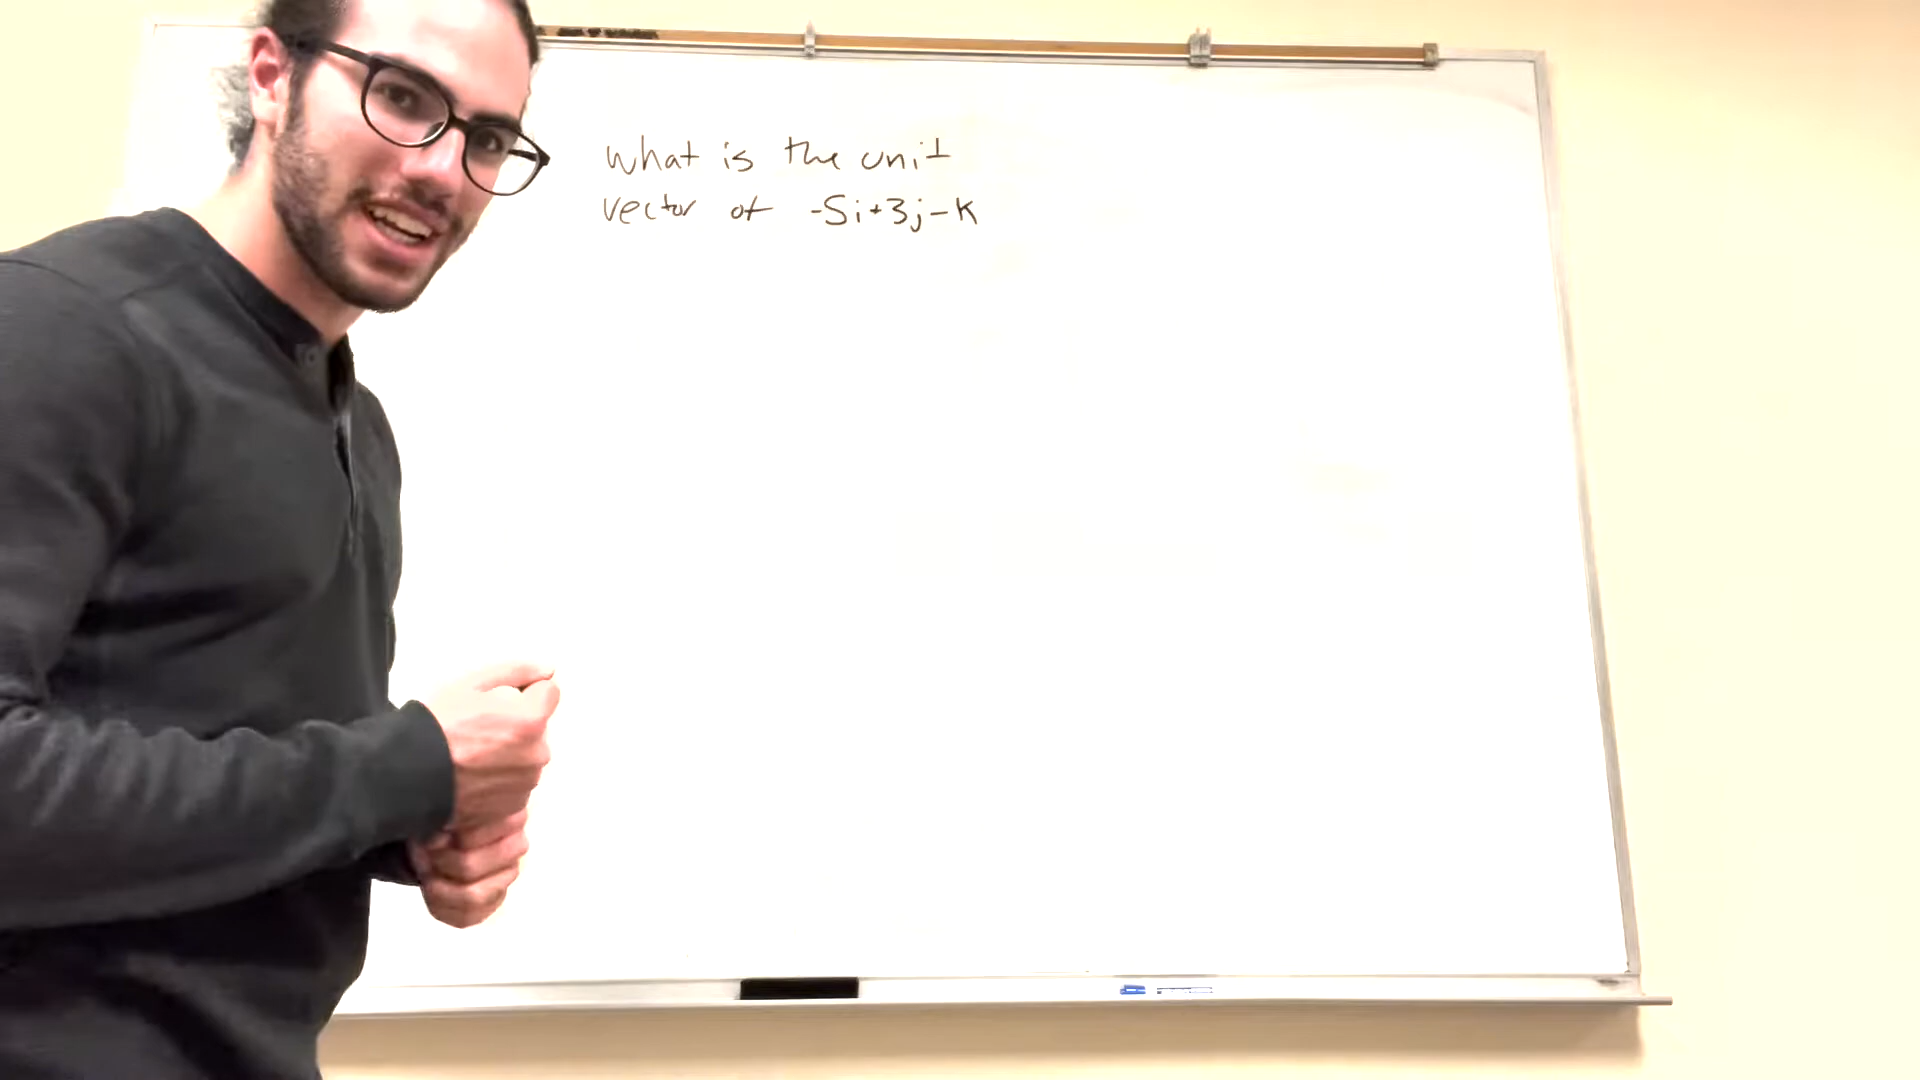 What is the unit
vector of -5i+3j-k